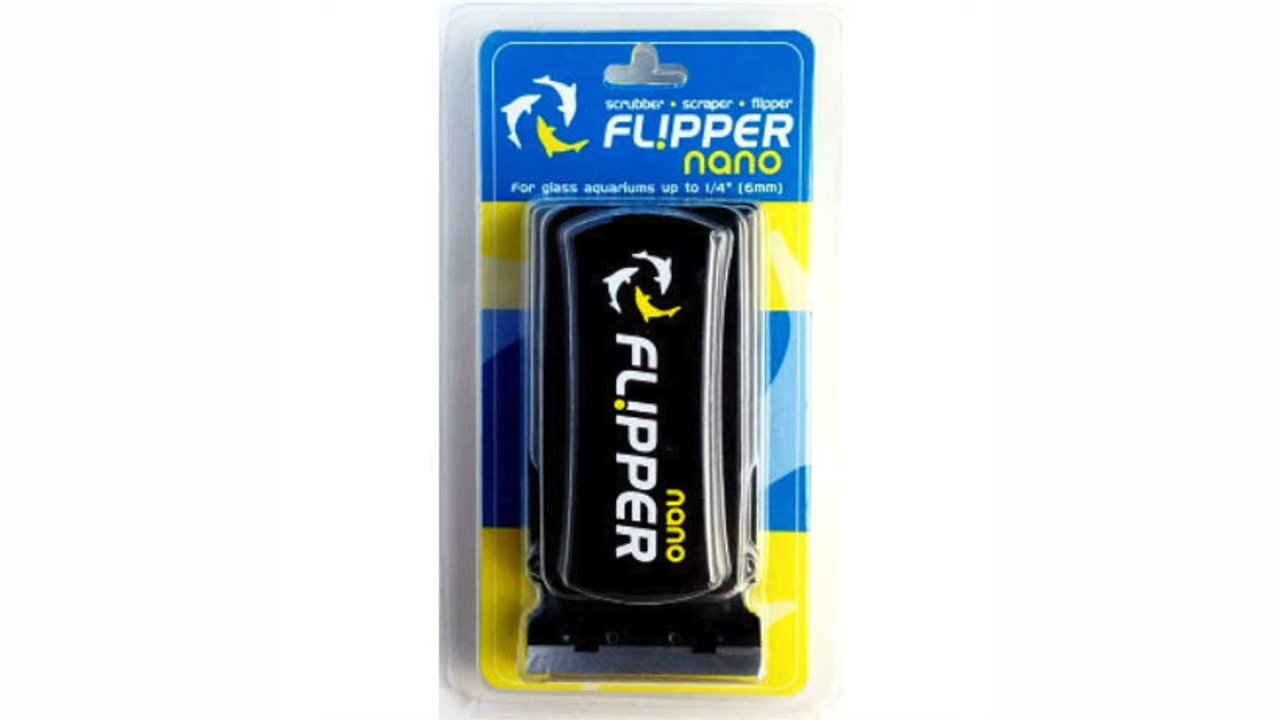 scrubber • scraper • flipper
FL!PPER
nano
For glass aquariums up to 1/4" (6mm)
FL!PPER
nano